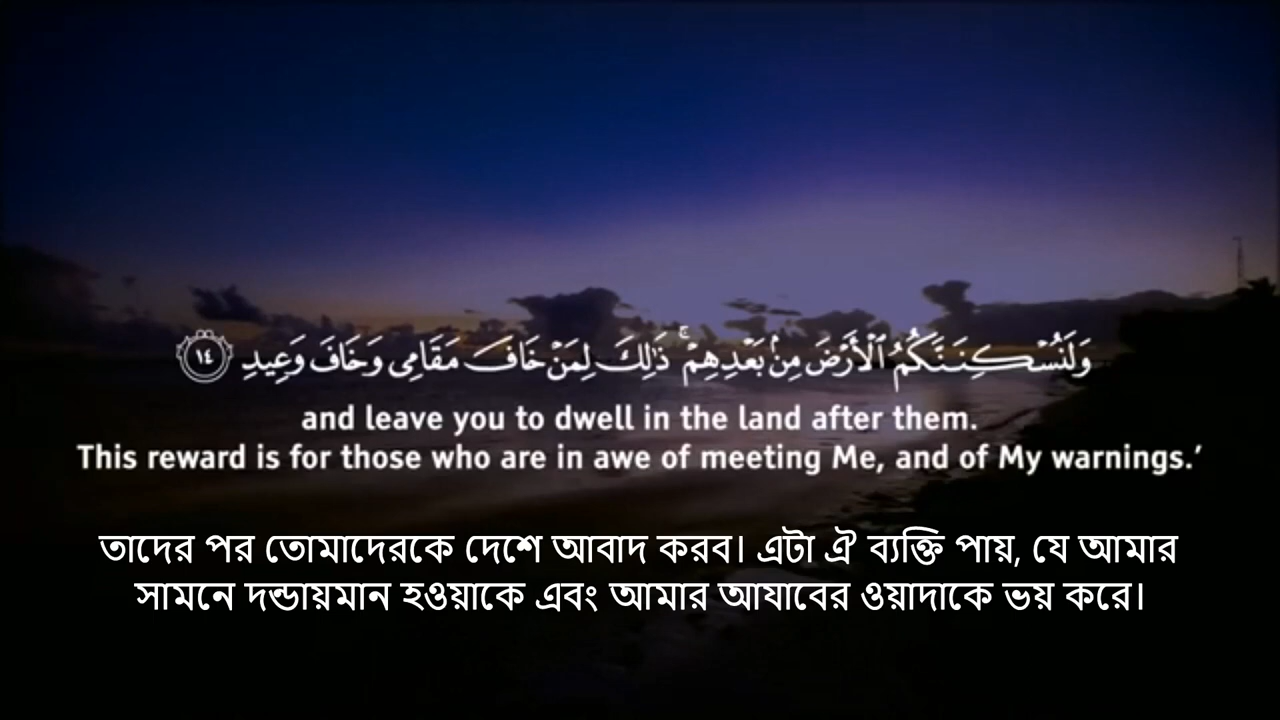 وَلَنُسْكِنَنَّكُمُ ٱلْأَرْضَ مِنۢ بَعْدِهِمْ ۚ ذَٰلِكَ لِمَنْ خَافَ مَقَامِى وَخَافَ وَعِيدِ ١٤
and leave you to dwell in the land after them.
This reward is for those who are in awe of meeting Me, and of My warnings.’
তাদের পর তোমাদেরকে দেশে আবাদ করব। এটা ঐ ব্যক্তি পায়, যে আমার
সামনে দন্ডায়মান হওয়াকে এবং আমার আযাবের ওয়াদাকে ভয় করে।